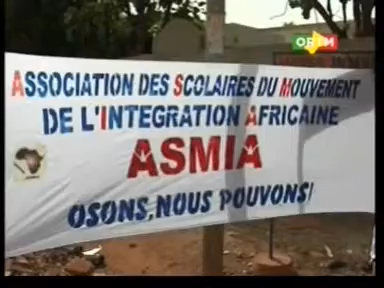 ORTM
ASSOCIATION DES SCOLAIRES DU MOUVEMENT
DE L'INTEGRATION AFRICAINE
ASMIA
OSONS, NOUS POUVONS!